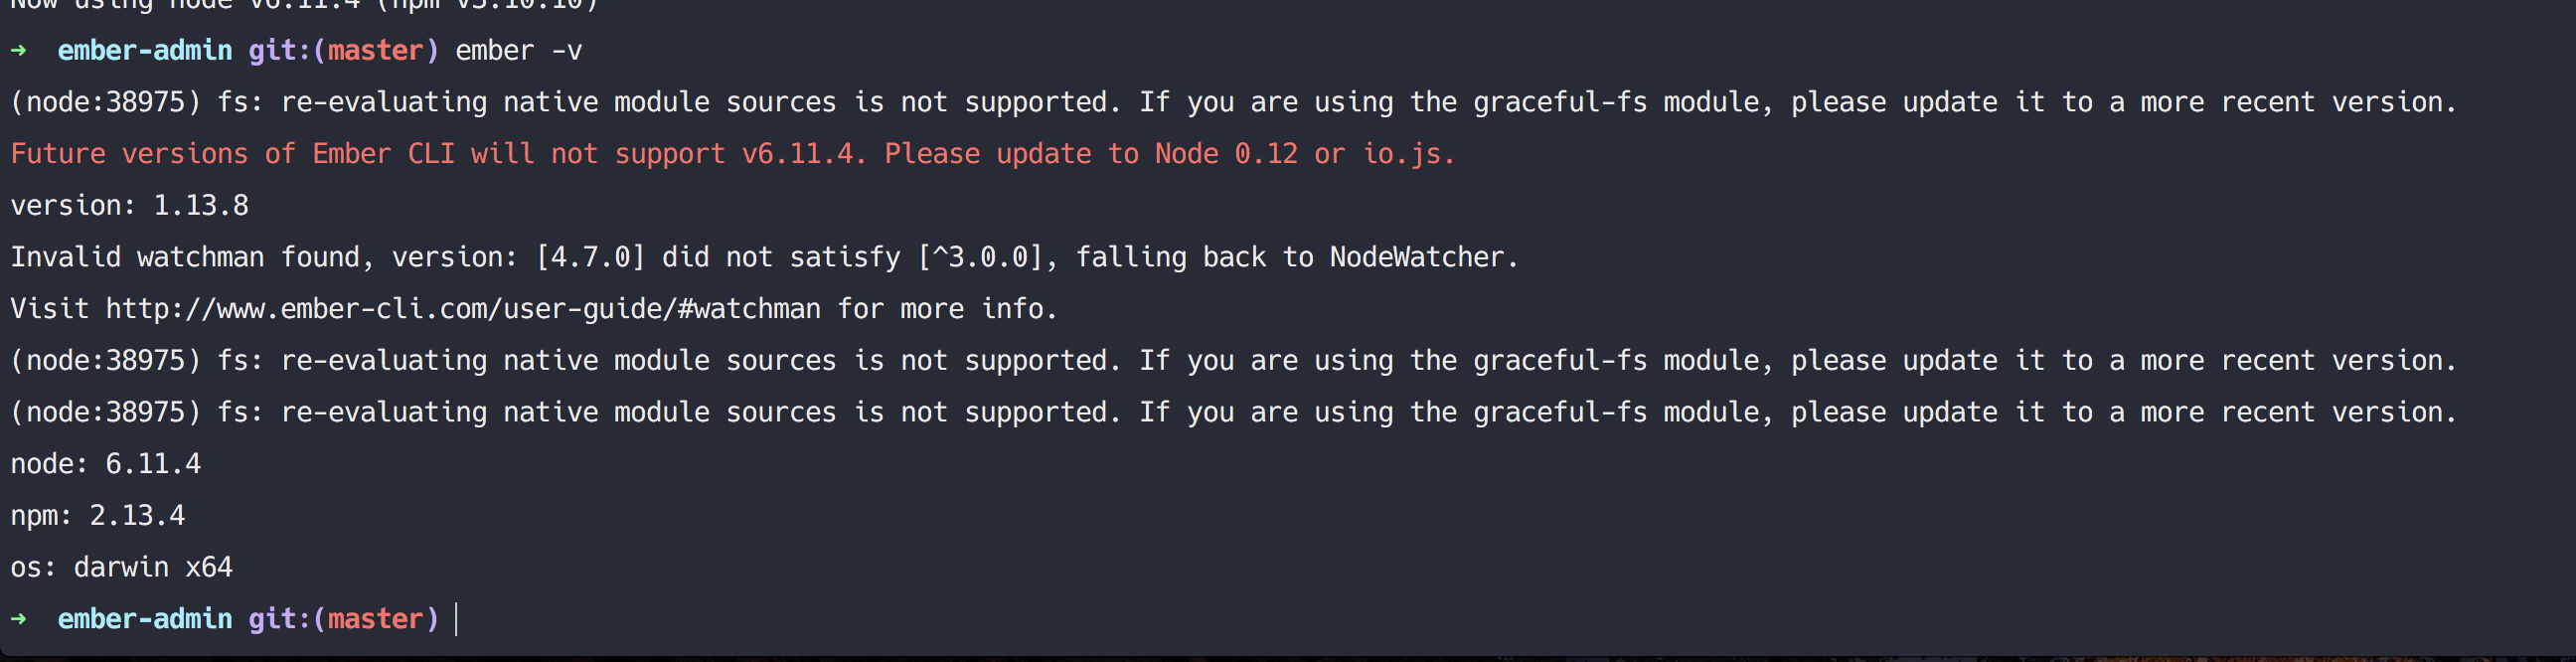 Now using node v6.11.4 (npm v3.10.10)
➜  ember-admin git:(master) ember -v
(node:38975) fs: re-evaluating native module sources is not supported. If you are using the graceful-fs module, please update it to a more recent version.
Future versions of Ember CLI will not support v6.11.4. Please update to Node 0.12 or io.js.
version: 1.13.8
Invalid watchman found, version: [4.7.0] did not satisfy [^3.0.0], falling back to NodeWatcher.
Visit http://www.ember-cli.com/user-guide/#watchman for more info.
(node:38975) fs: re-evaluating native module sources is not supported. If you are using the graceful-fs module, please update it to a more recent version.
(node:38975) fs: re-evaluating native module sources is not supported. If you are using the graceful-fs module, please update it to a more recent version.
node: 6.11.4
npm: 2.13.4
os: darwin x64
➜  ember-admin git:(master)